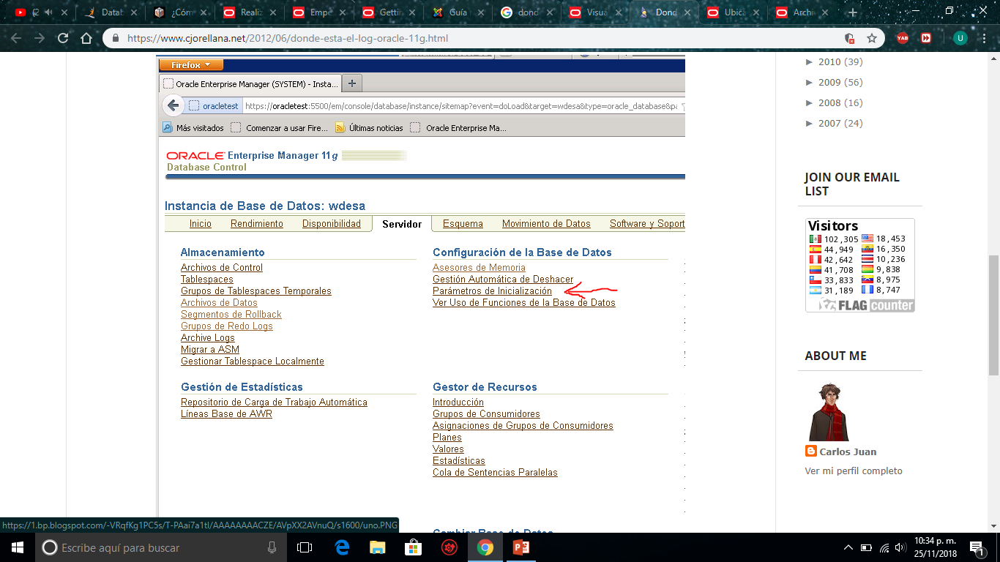 (2
Datab
¿Cóm
Realiz
Empe
Gettin
Guía
dond
Visua
Dond
Ubica
Archi
https://www.cjorellana.net/2012/06/donde-esta-el-log-oracle-11g.html
YAB
U
Firefox
Oracle Enterprise Manager (SYSTEM) - Insta...
oracletest
https://oracletest:5500/em/console/database/instance/sitemap?event=doLoad&target=wdesa&type=oracle_database&pa
Más visitados
Comenzar a usar Fire...
Últimas noticias
Oracle Enterprise Ma...
ORACLE Enterprise Manager 11g
Database Control
Instancia de Base de Datos: wdesa
Inicio
Rendimiento
Disponibilidad
Servidor
Esquema
Movimiento de Datos
Software y Soport
Almacenamiento
Archivos de Control
Tablespaces
Grupos de Tablespaces Temporales
Archivos de Datos
Segmentos de Rollback
Grupos de Redo Logs
Archive Logs
Migrar a ASM
Gestionar Tablespace Localmente
Configuración de la Base de Datos
Asesores de Memoria
Gestión Automática de Deshacer
Parámetros de Inicialización
Ver Uso de Funciones de la Base de Datos
Gestión de Estadísticas
Repositorio de Carga de Trabajo Automática
Líneas Base de AWR
Gestor de Recursos
Introducción
Grupos de Consumidores
Asignaciones de Grupos de Consumidores
Planes
Valores
Estadísticas
Cola de Sentencias Paralelas
Cambiar Base de Datos
► 2010 (39)
► 2009 (56)
► 2008 (16)
► 2007 (24)
JOIN OUR EMAIL
LIST
Visitors
102,305 18,453
44,949 16,350
42,642 10,236
41,708 9,838
33,833 8,975
31,189 8,747
FLAG counter
ABOUT ME
Carlos Juan
Ver mi perfil completo
https://1.bp.blogspot.com/-VRqfKg1PC5s/T-PAai7a1tI/AAAAAAAACZE/AVpXX2AVnuQ/s1600/uno.PNG
Escribe aquí para buscar
10:34 p. m.
25/11/2018
1